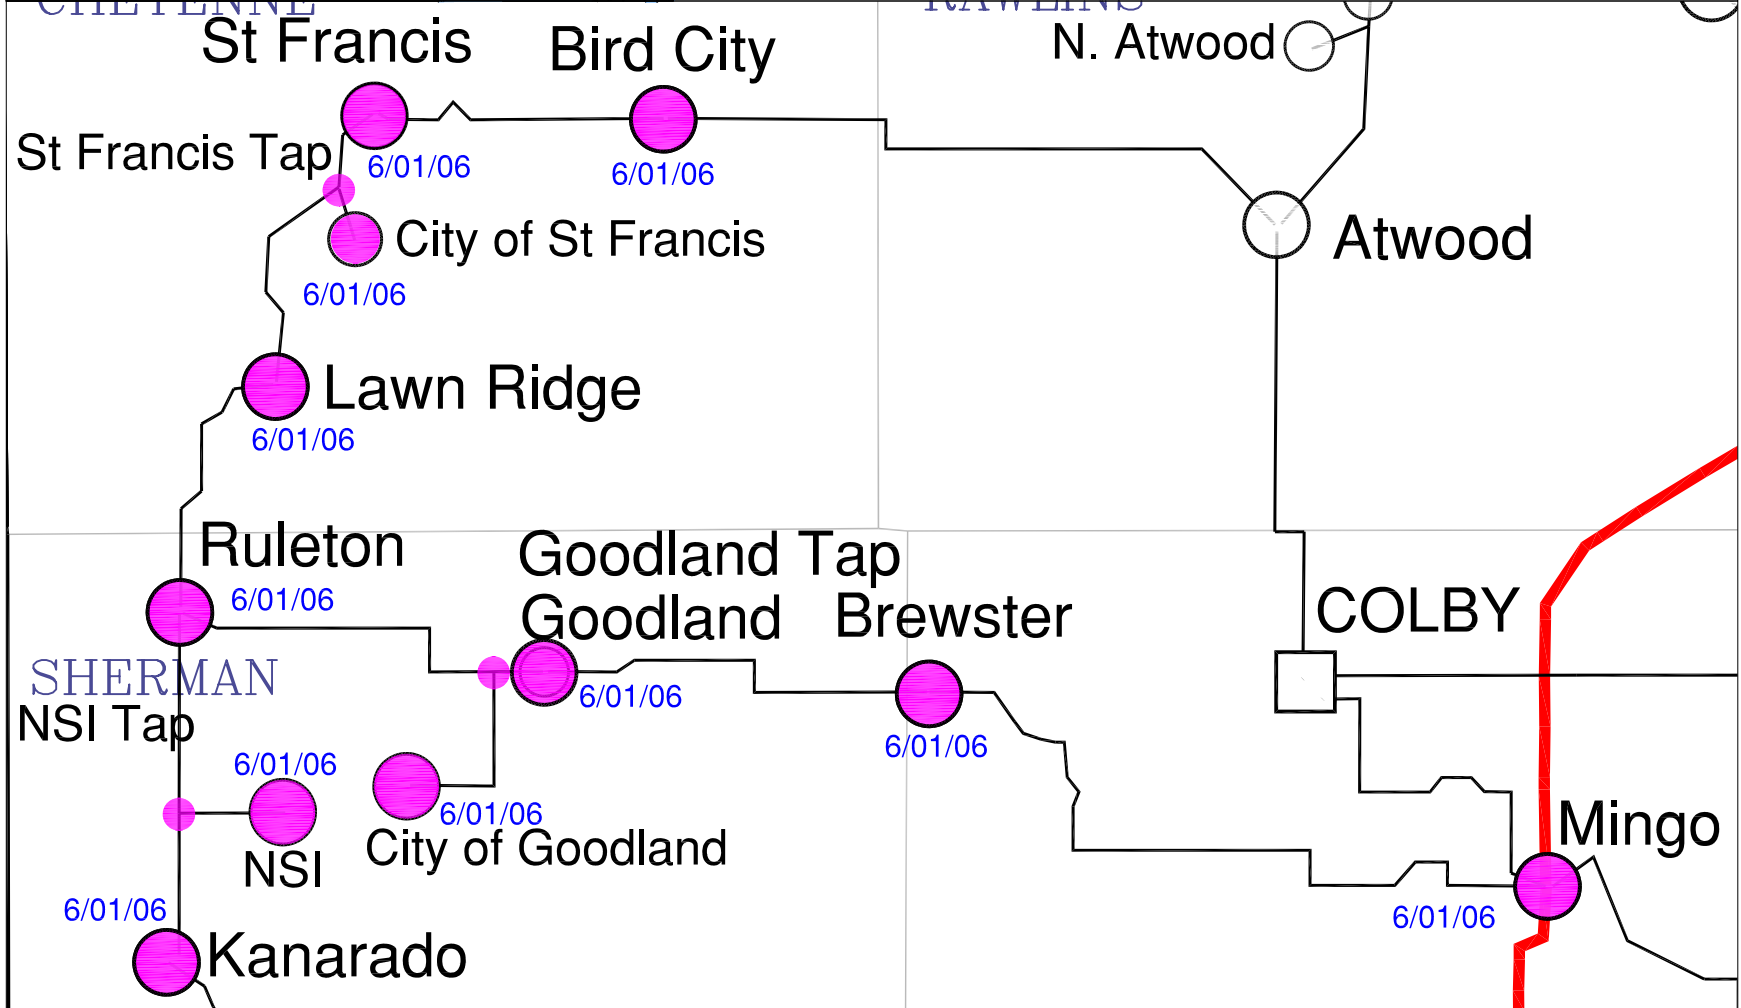 CHEYENNE
RAWLINS
St Francis
Bird City
N. Atwood
St Francis Tap
6/01/06
6/01/06
City of St Francis
Atwood
6/01/06
Lawn Ridge
6/01/06
Ruleton
Goodland Tap
6/01/06
Goodland
Brewster
COLBY
SHERMAN
6/01/06
NSI Tap
6/01/06
6/01/06
6/01/06
Mingo
City of Goodland
NSI
6/01/06
6/01/06
Kanarado